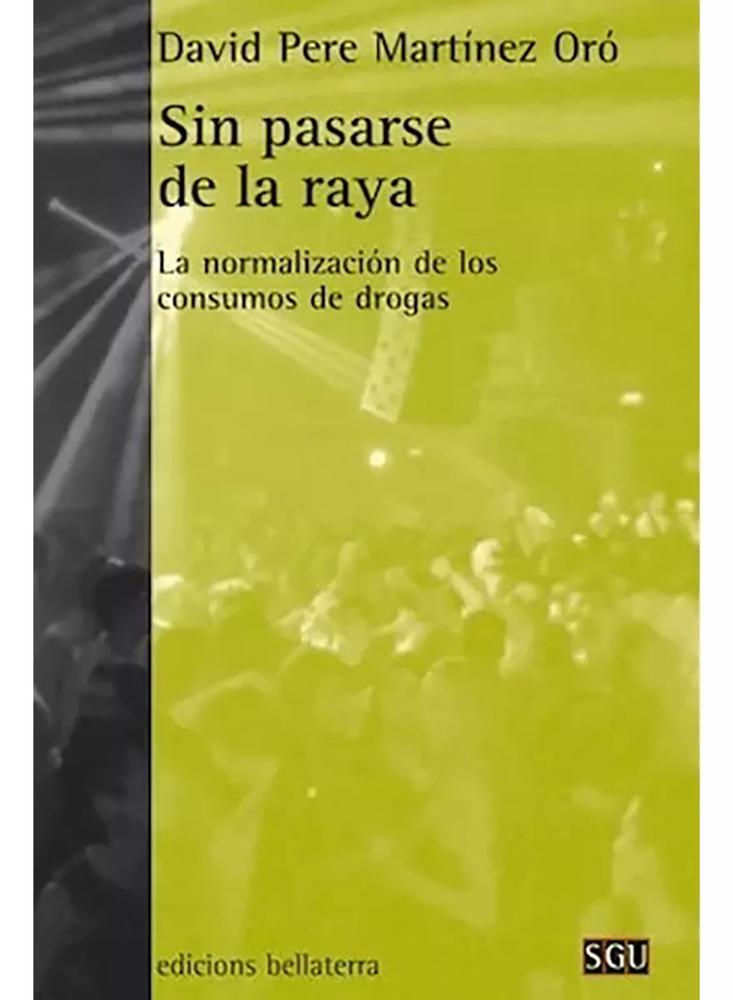 David Pere Martínez Oró
Sin pasarse
de la raya
La normalización de los
consumos de drogas
edicions bellaterra
SGU